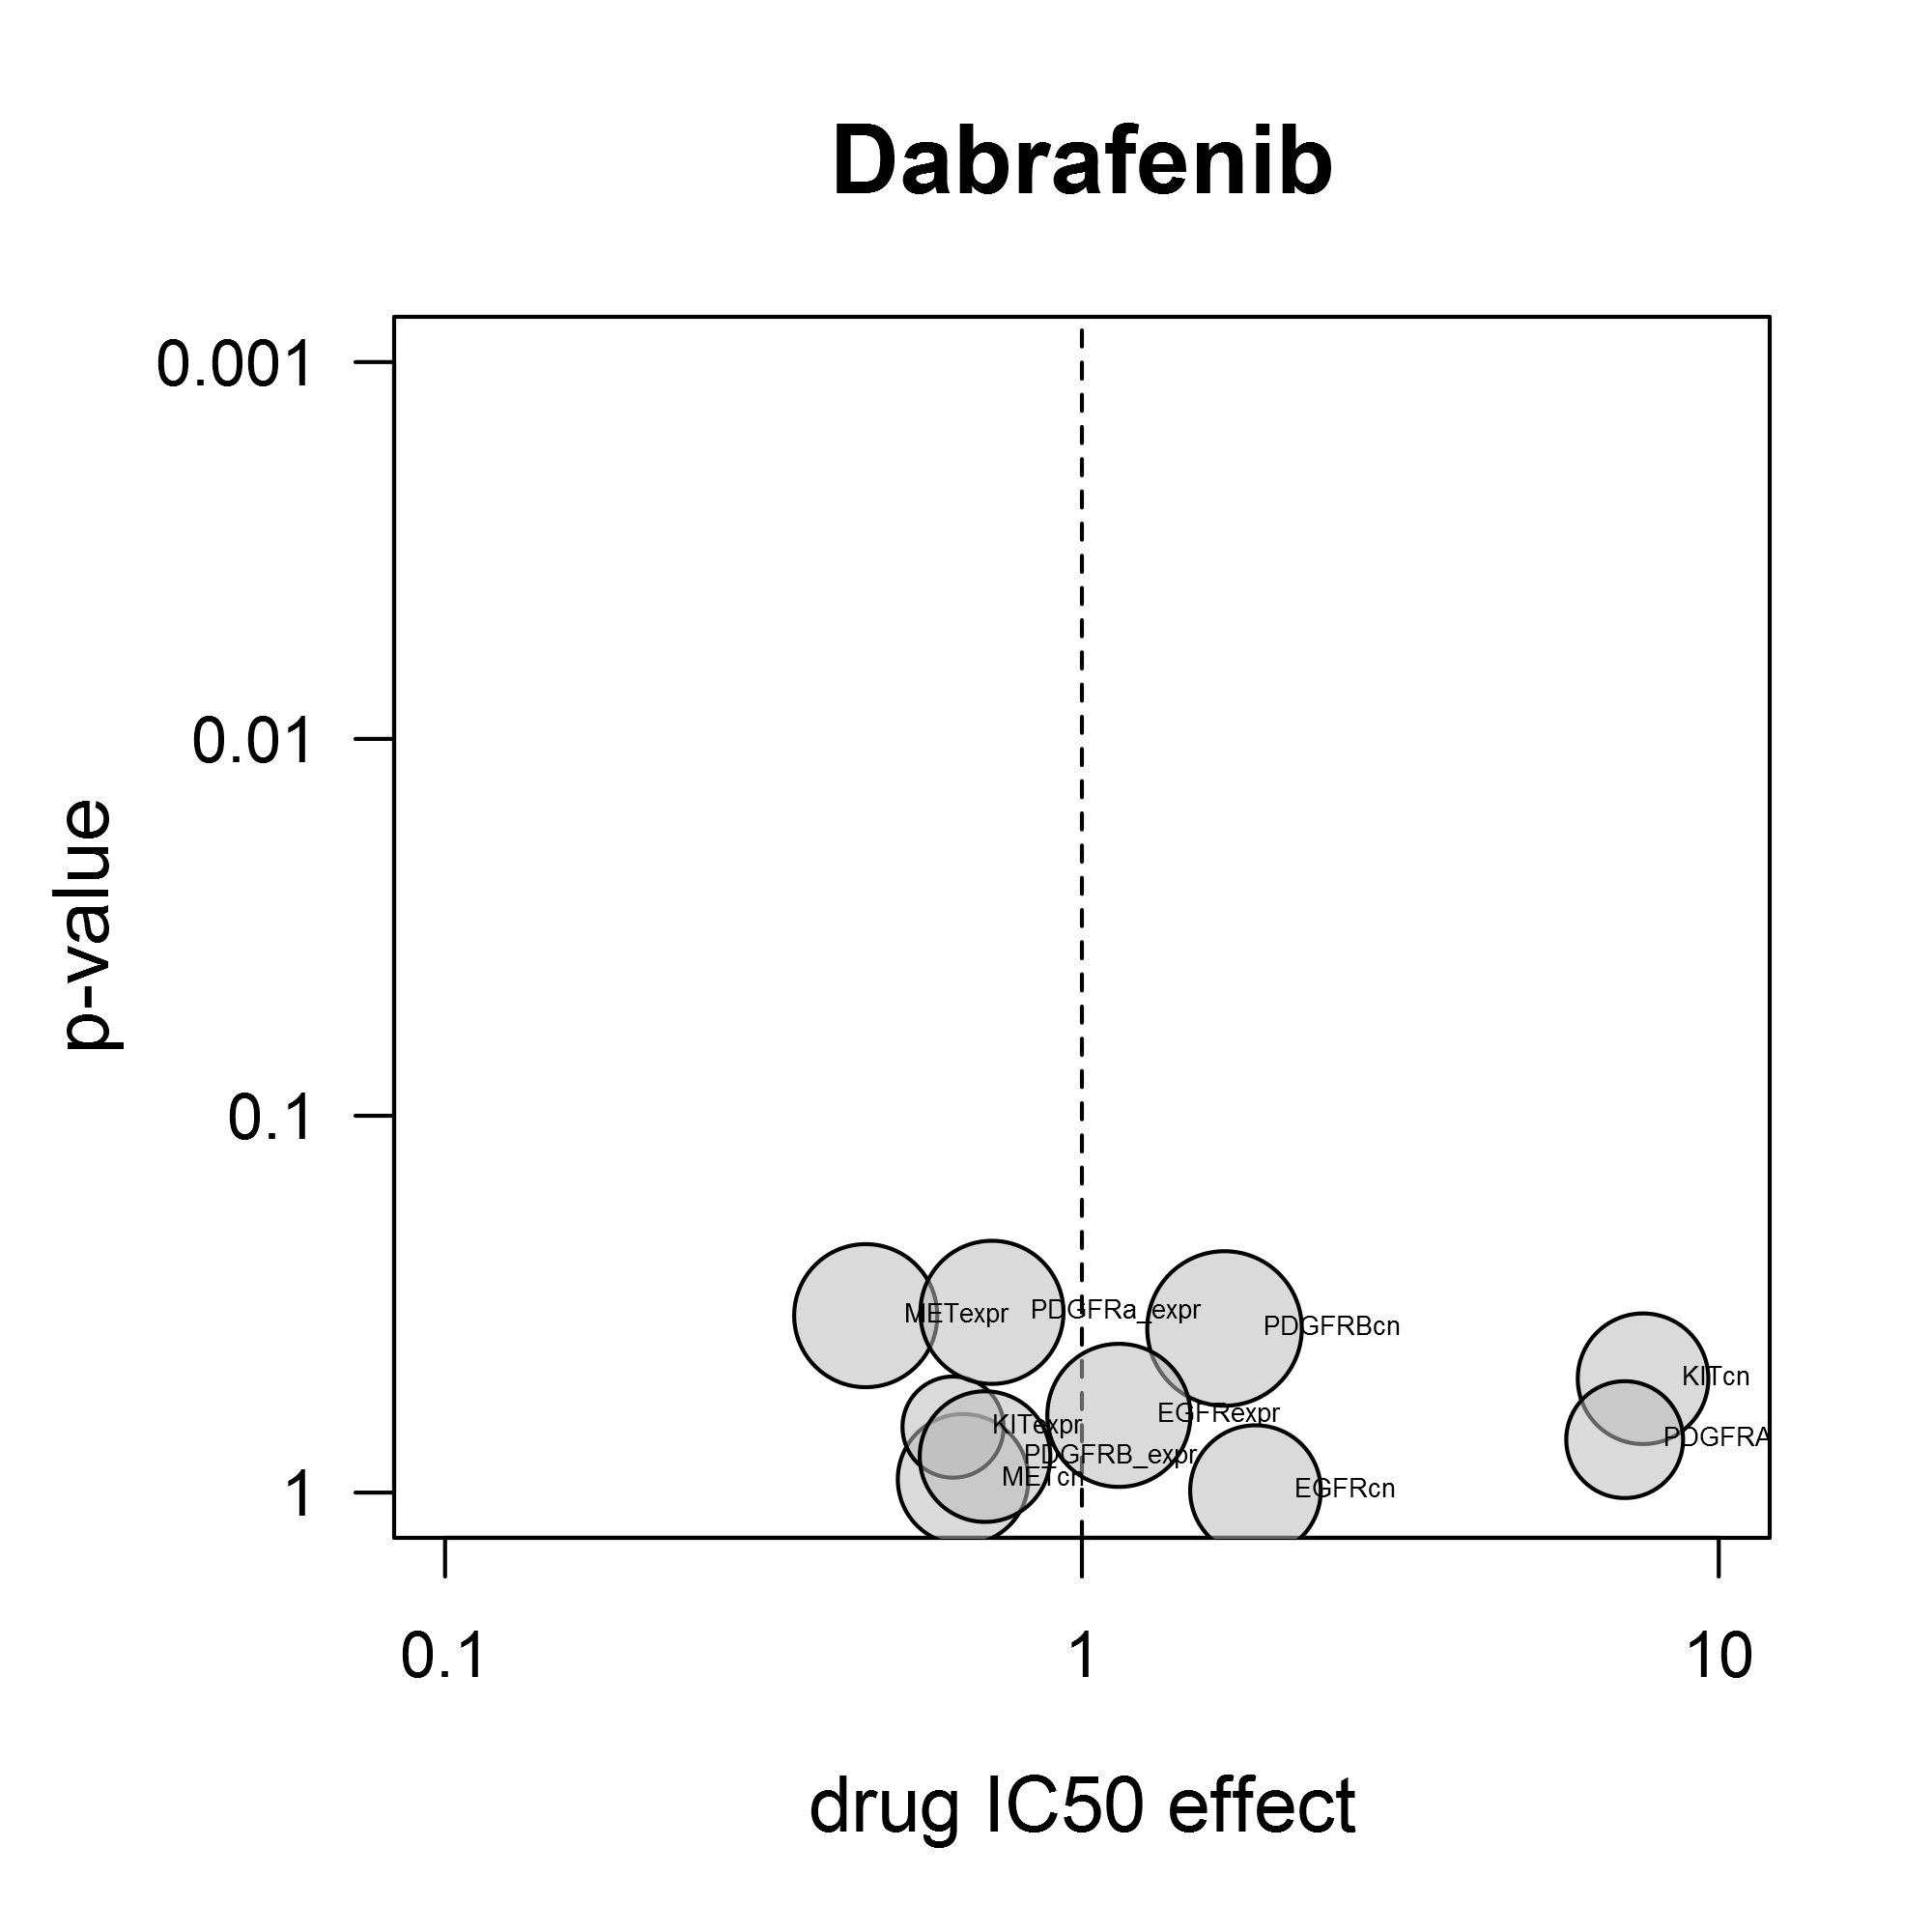 Dabrafenib
0.001
0.01
0.1
1
p-value
METexpr
PDGFRa_expr
PDGFRBcn
KITcn
EGFRexpr
KITexpr
PDGFRA
PDGFRB_expr
METcn
EGFRcn
0.1
1
10
drug IC50 effect